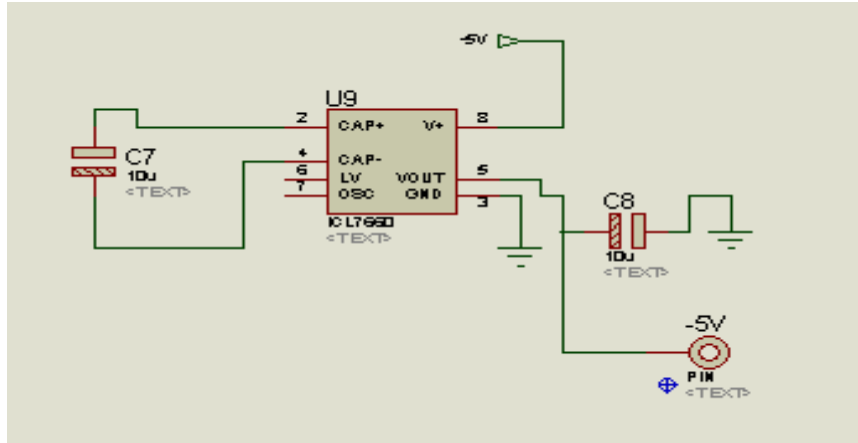 -5V
U9
2 CAP+ V+ 8
4 CAP-
6 LV VOUT 5
7 OSC GND 3
ICL7660
<TEXT>
C7
10u
<TEXT>
C8
10u
<TEXT>
-5V
PIN
<TEXT>